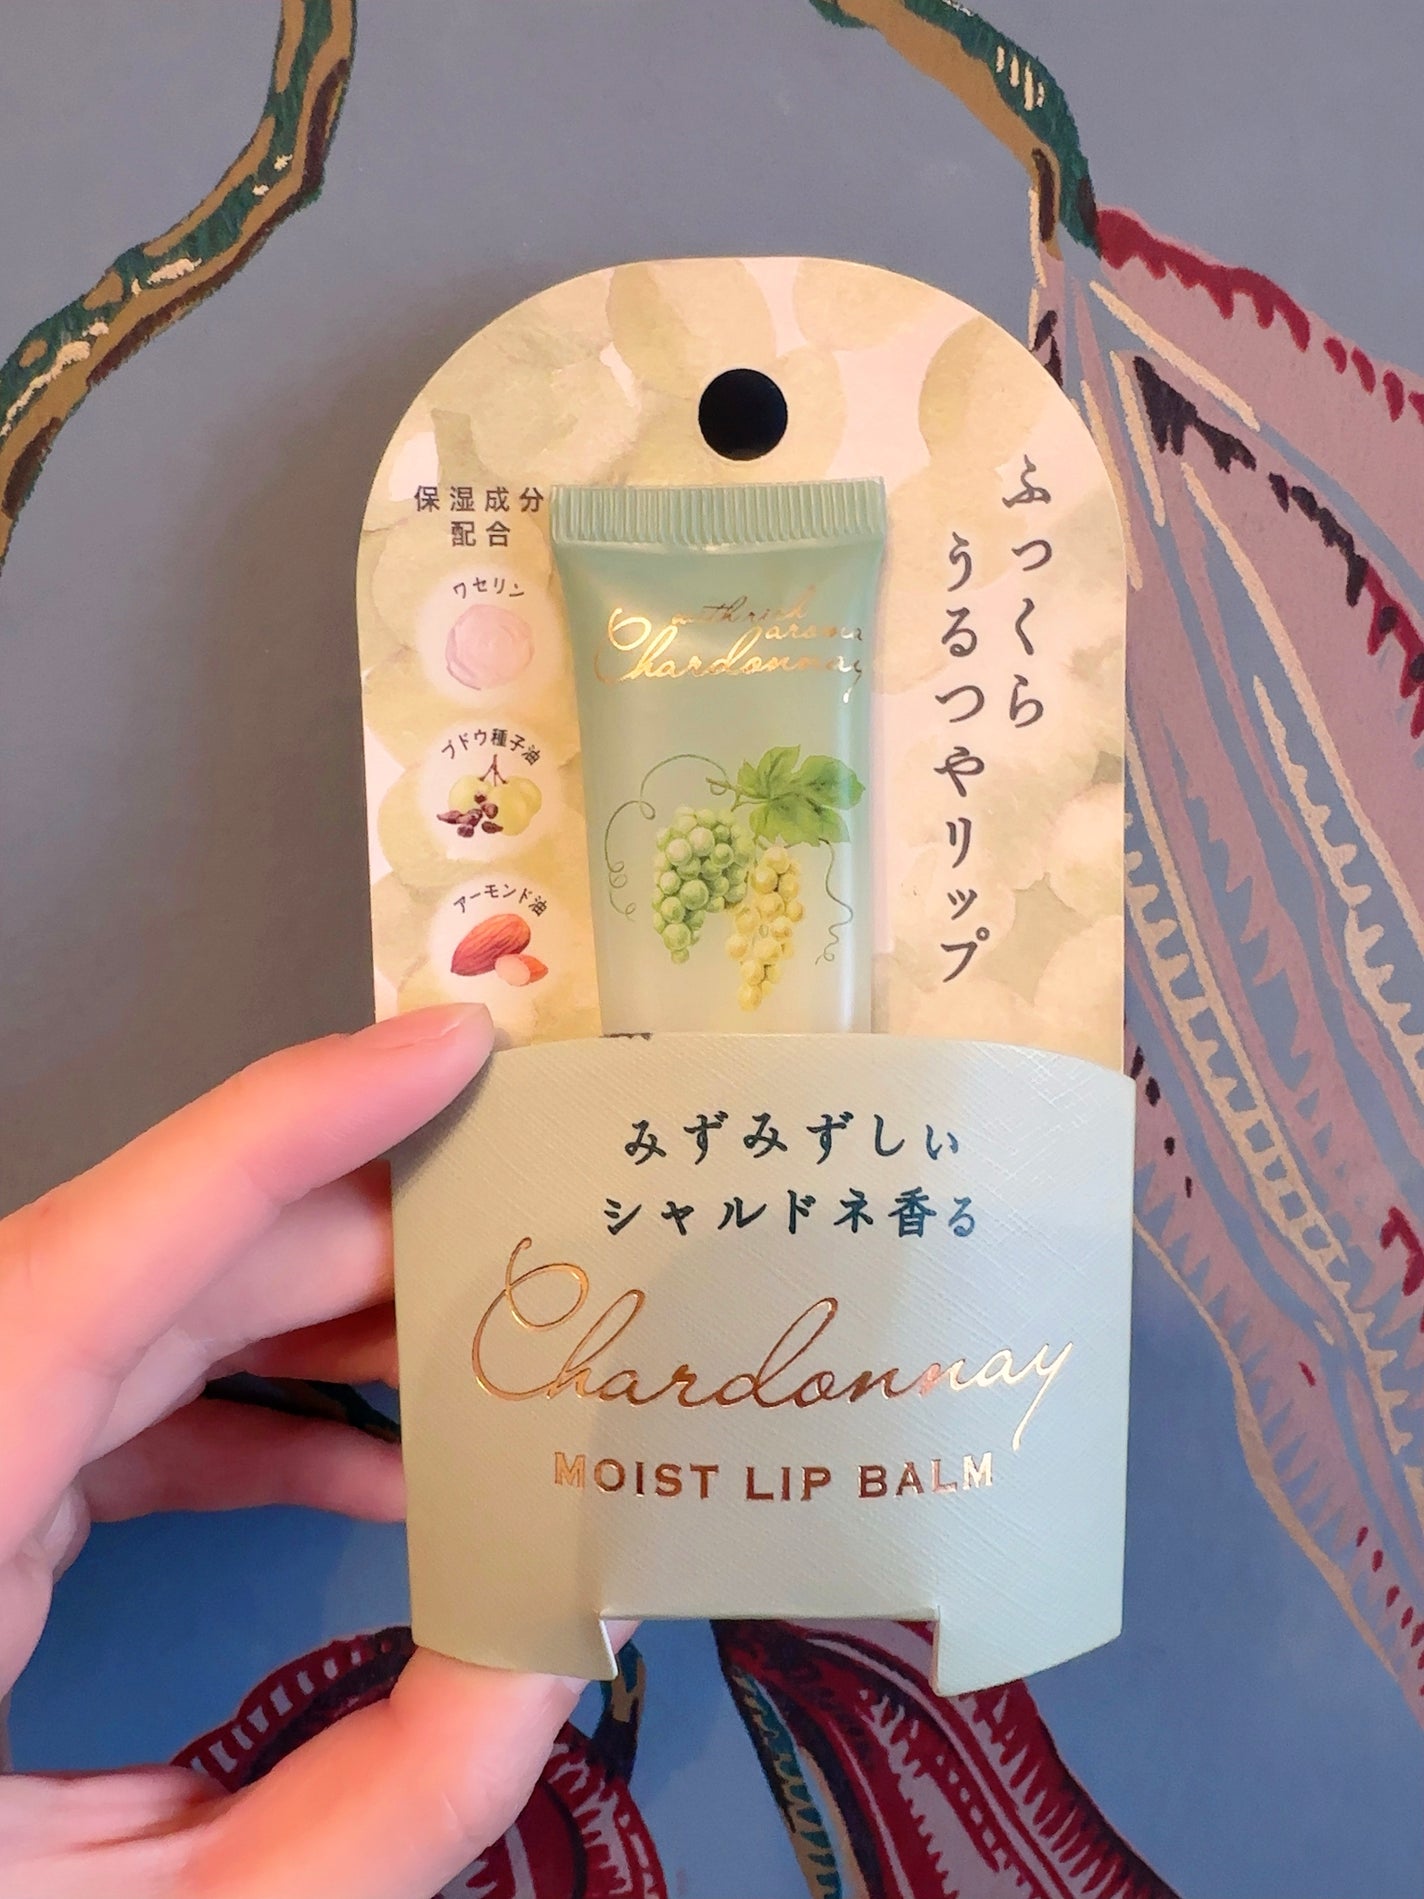 ふっくら
うるつやリップ
保湿成分
配合
ワセリン
ブドウ種子油
アーモンド油
with rich
aroma
Chardonnay
みずみずしい
シャルドネ香る
Chardonnay
MOIST LIP BALM